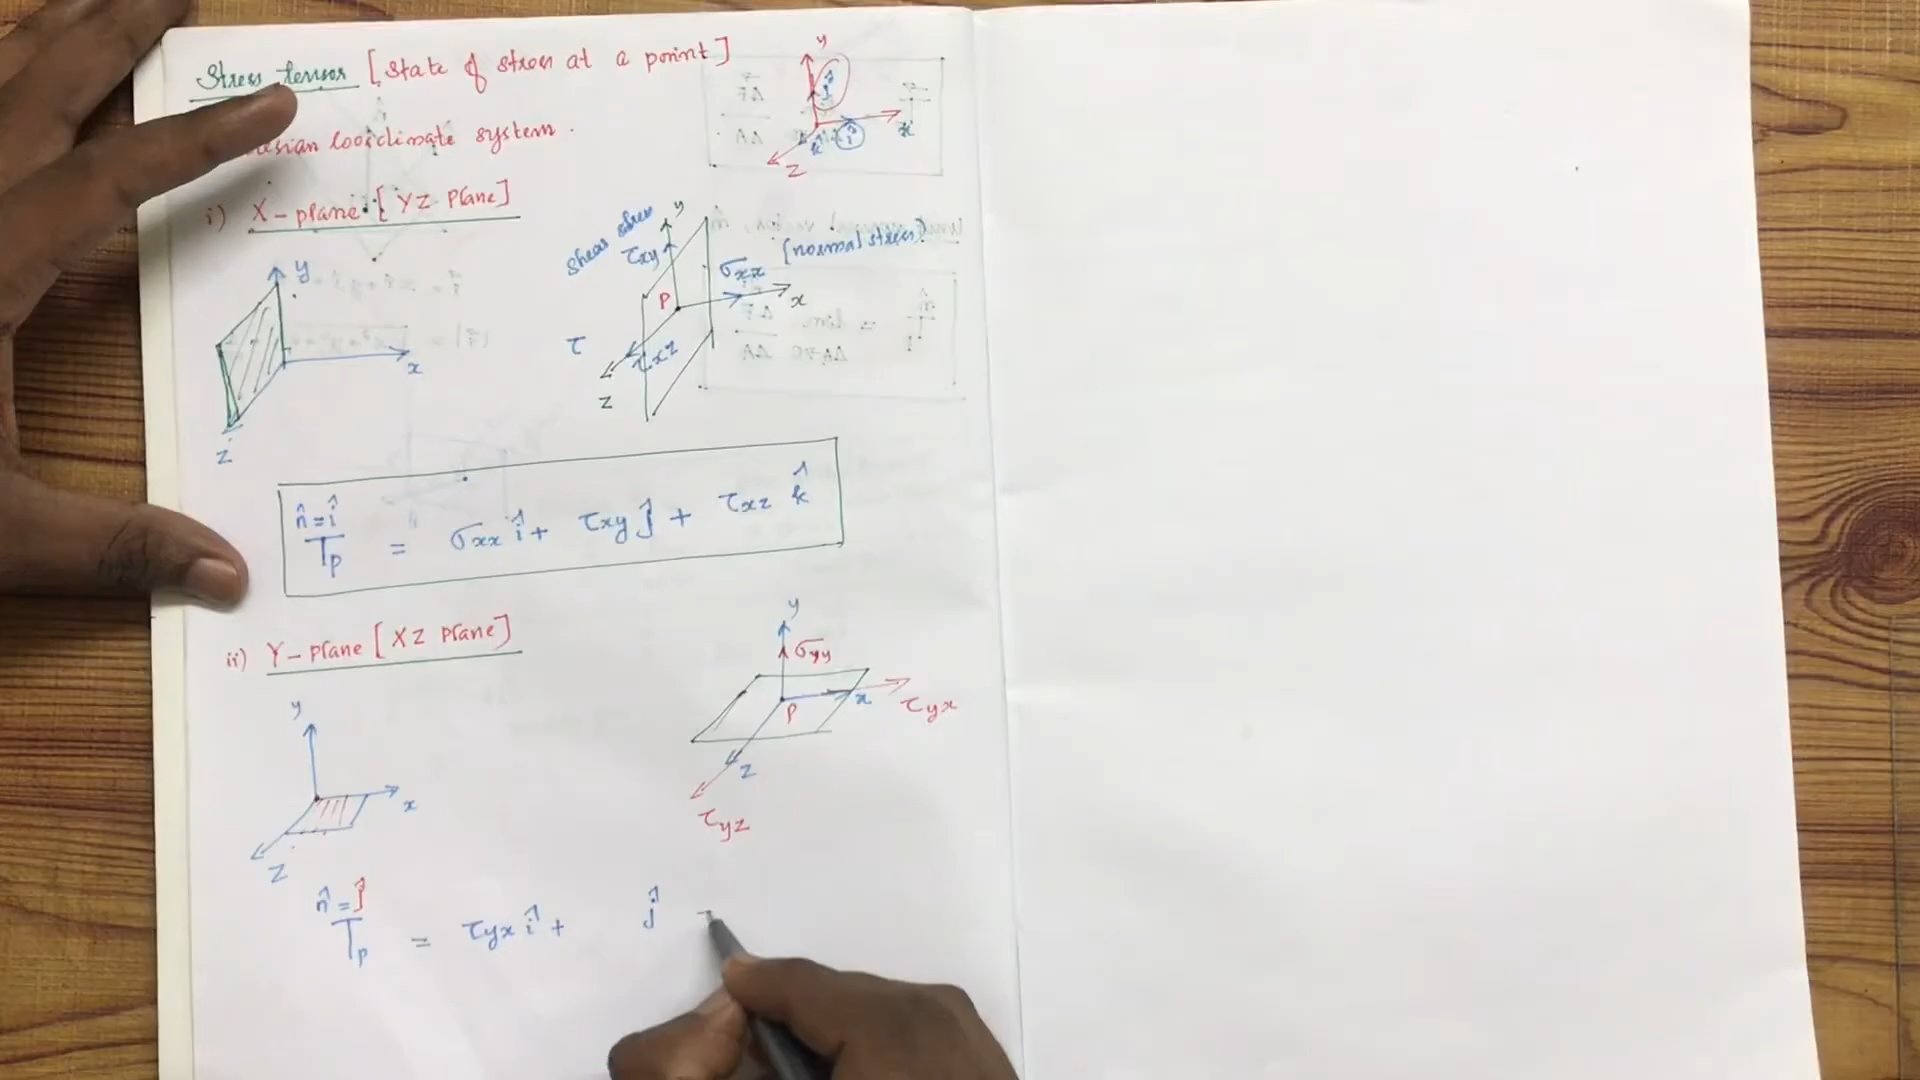 Stress tensor [State of stress at a point]
coordinate system.
y
ĵ
î
x
k̂
z
i) X-plane [YZ Plane]
y
x
z
shear stress
y
τxy
σxx
[normal stress]
P
x
τ
τxz
z
n̂=î
Tp = σxx î + τxy ĵ + τxz k̂
ii) Y-plane [XZ plane]
y
σyy
x
τyx
P
z
τyz
y
x
z
n̂=ĵ
Tp = τyx î + ĵ